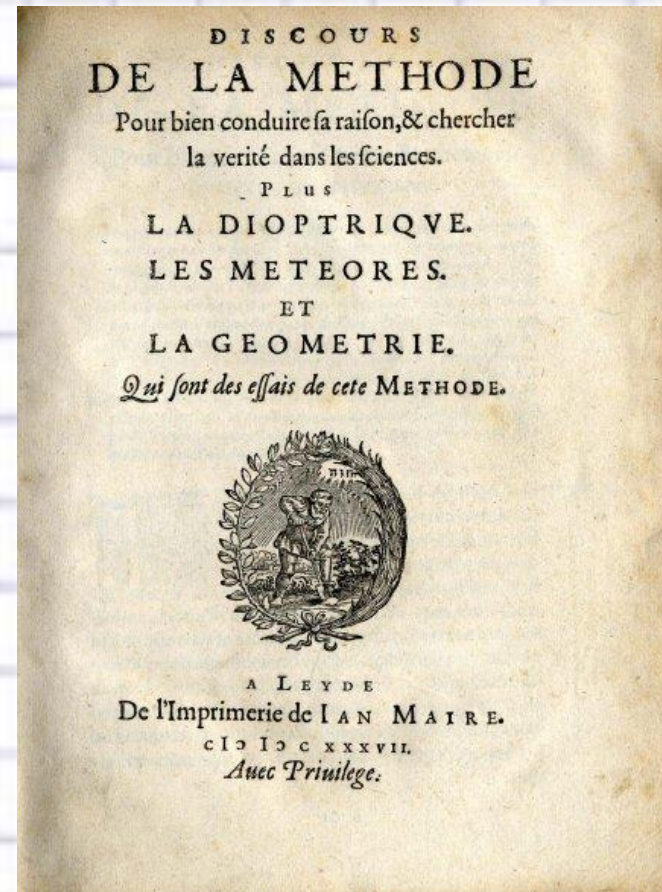 DISCOURS
DE LA METHODE
Pour bien conduire ſa raiſon,& chercher
la verité dans les ſciences.
PLUS
LA DIOPTRIQVE.
LES METEORES.
ET
LA GEOMETRIE.
Qui ſont des eſſais de cete METHODE.
יהוה
A LEYDE
De l'Imprimerie de IAN MAIRE.
cIↄ Iↄ c xxxvii.
Auec Priuilege.